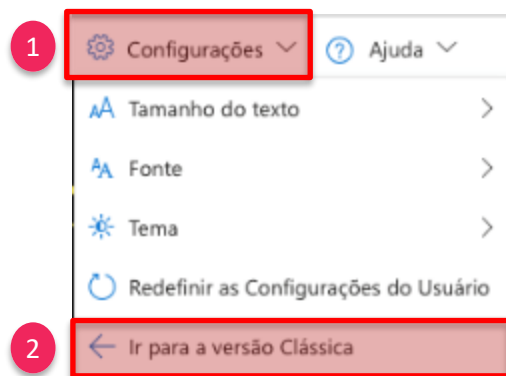 1 Configurações Ajuda
Tamanho do texto
Fonte
Tema
Redefinir as Configurações do Usuário
2 Ir para a versão Clássica